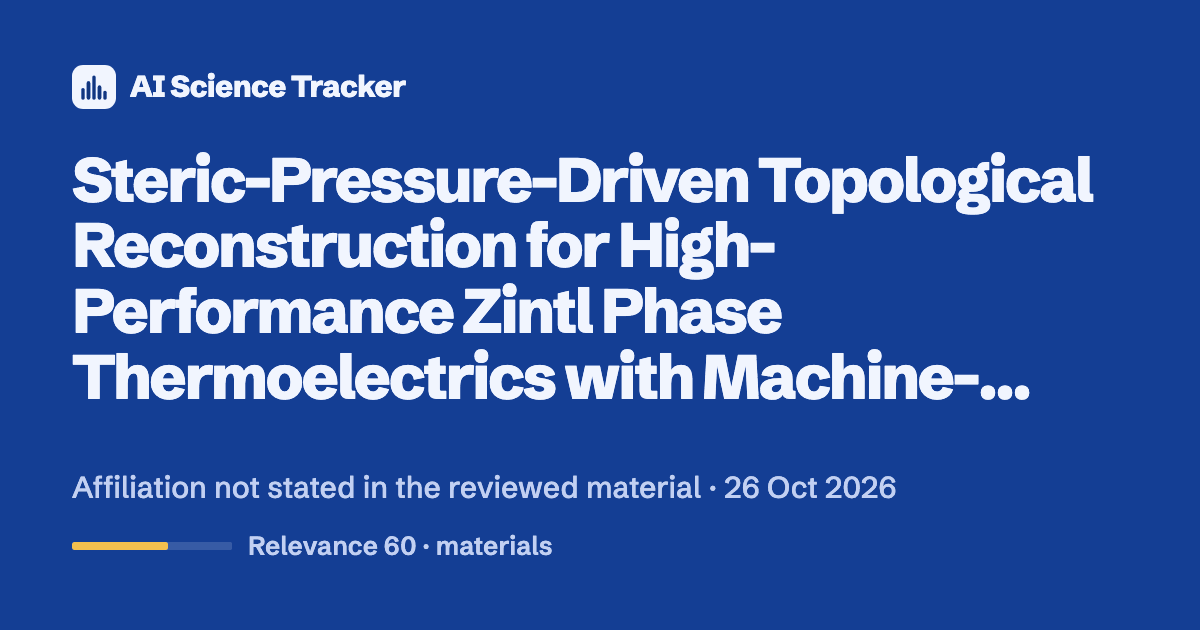 AI Science Tracker
Steric-Pressure-Driven Topological
Reconstruction for High-
Performance Zintl Phase
Thermoelectrics with Machine-...
Affiliation not stated in the reviewed material · 26 Oct 2026
Relevance 60 · materials